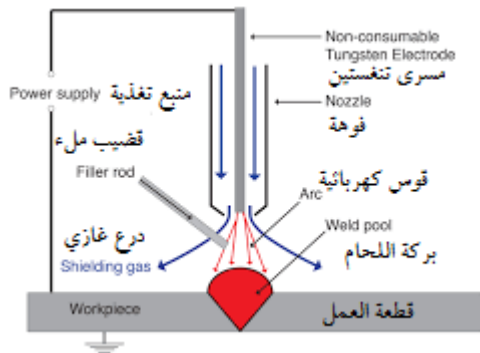 Non-consumable
Tungsten Electrode
مسرى تنغستين
Power supply
منبع تغذية
Nozzle
فوهة
قضيب ملء
Filler rod
قوس كهربائية
Arc
درع غازي
Shielding gas
Weld pool
بركة اللحام
Workpiece
قطعة العمل